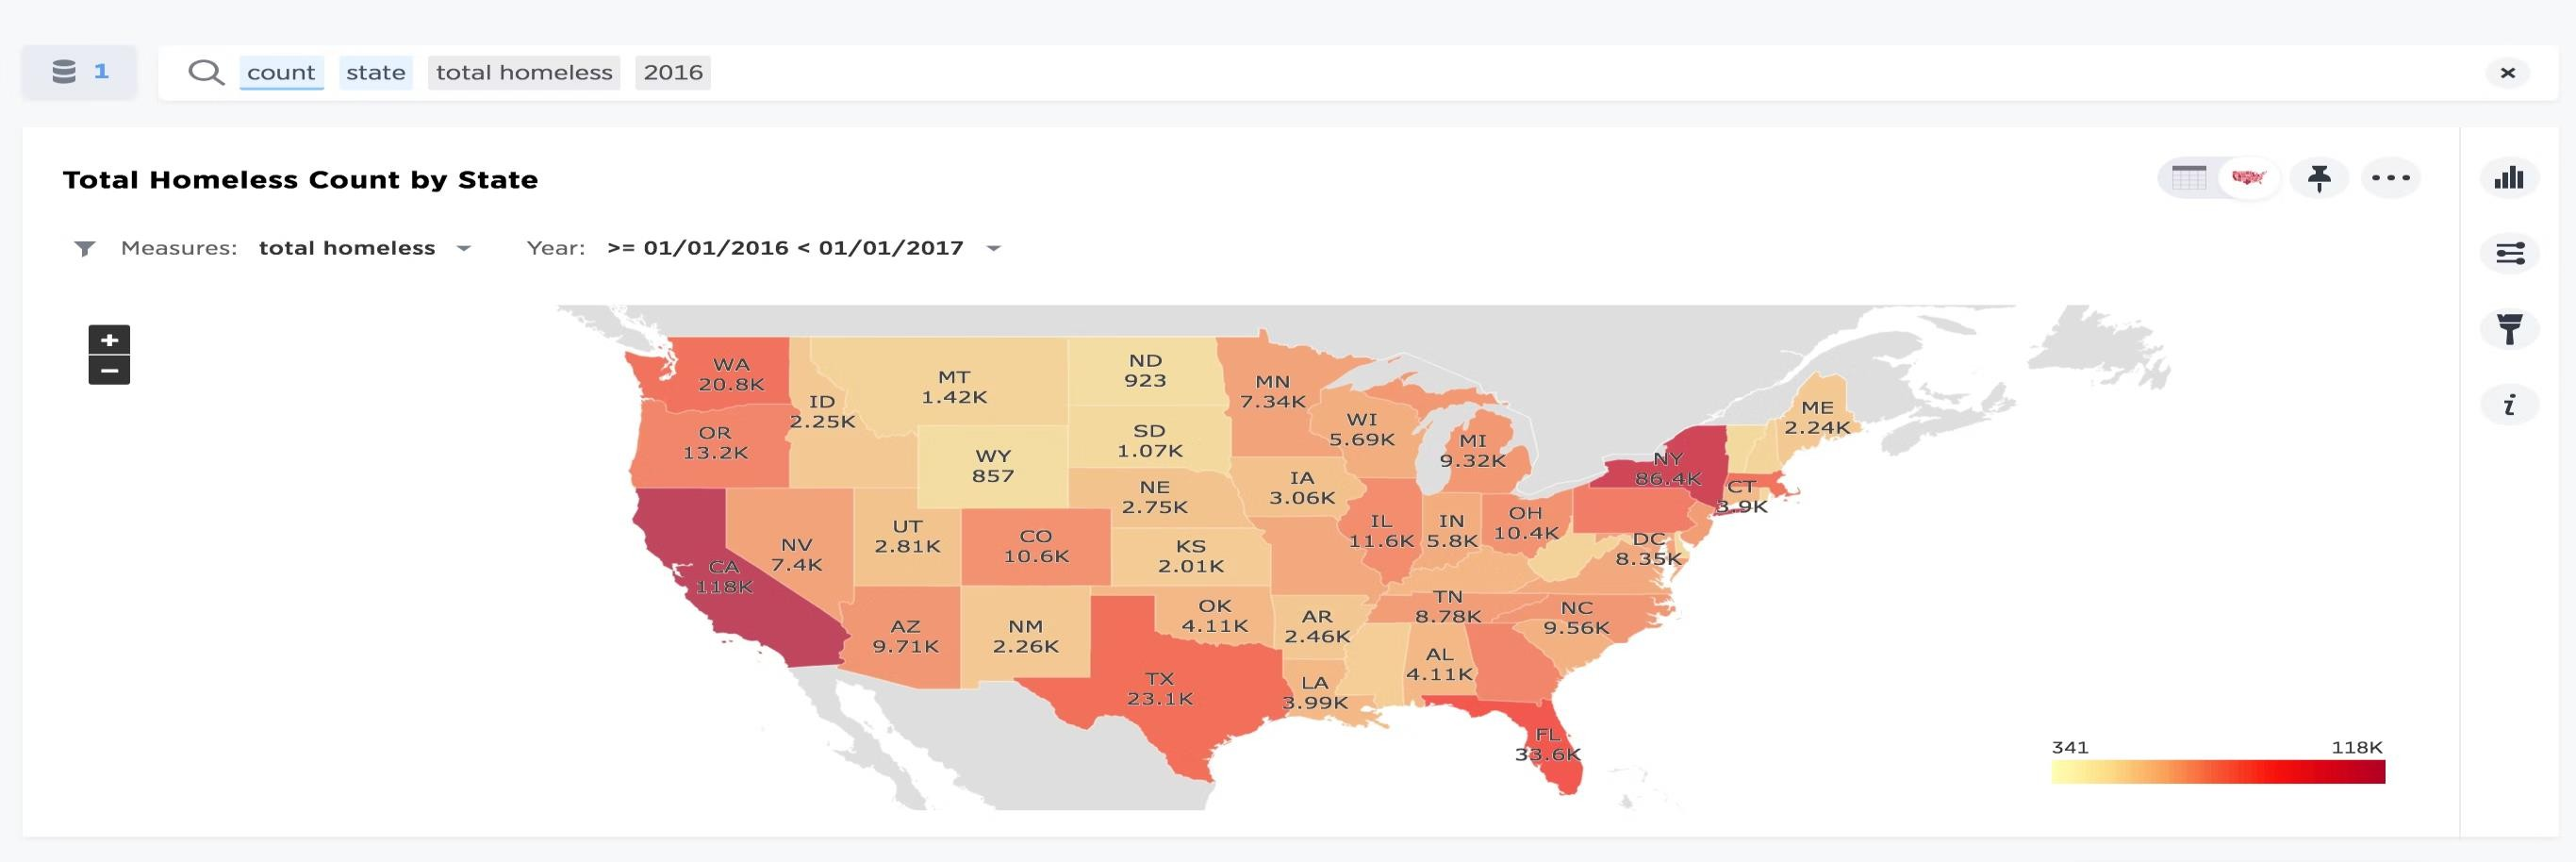 1
count state total homeless 2016
Total Homeless Count by State
Measures: total homeless Year: >= 01/01/2016 < 01/01/2017
+
−
WA
20.8K
OR
13.2K
CA
118K
ID
2.25K
NV
7.4K
MT
1.42K
WY
857
UT
2.81K
AZ
9.71K
CO
10.6K
NM
2.26K
ND
923
SD
1.07K
NE
2.75K
KS
2.01K
OK
4.11K
TX
23.1K
MN
7.34K
IA
3.06K
AR
2.46K
LA
3.99K
WI
5.69K
IL
11.6K
MI
9.32K
IN
5.8K
OH
10.4K
TN
8.78K
AL
4.11K
NC
9.56K
FL
33.6K
DC
8.35K
NY
86.4K
CT
3.9K
ME
2.24K
341 118K
i